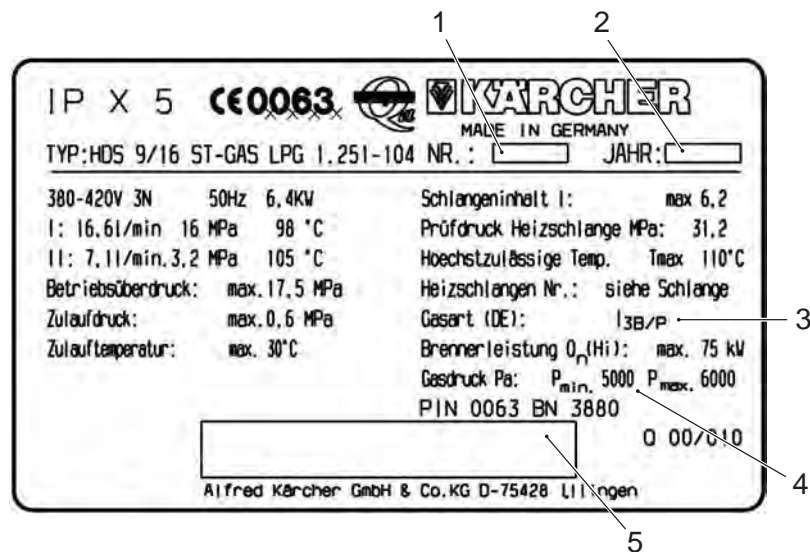 1
2
IP X 5 CE0063 KÄRCHER
MADE IN GERMANY
TYP:HDS 9/16 ST-GAS LPG 1.251-104 NR.: JAHR:
380-420V 3N 50Hz 6,4KW
I: 16.6l/min 16 MPa 98 °C
II: 7.1l/min.3,2 MPa 105 °C
Betriebsüberdruck: max.17,5 MPa
Zulaufdruck: max.0,6 MPa
Zulauftemperatur: max. 30°C
Schlangeninhalt l: max 6,2
Prüfdruck Heizschlange MPa: 31,2
Hoechstzulässige Temp. Tmax 110°C
Heizschlangen Nr.: siehe Schlange
Gasart (DE): I3B/P
3
Brennerleistung Qn(Hi): max. 75 kW
Gasdruck Pa: Pmin. 5000 Pmax. 6000
PIN 0063 BN 3880
Q 00/010
4
Alfred Kärcher GmbH & Co.KG D-75428
5